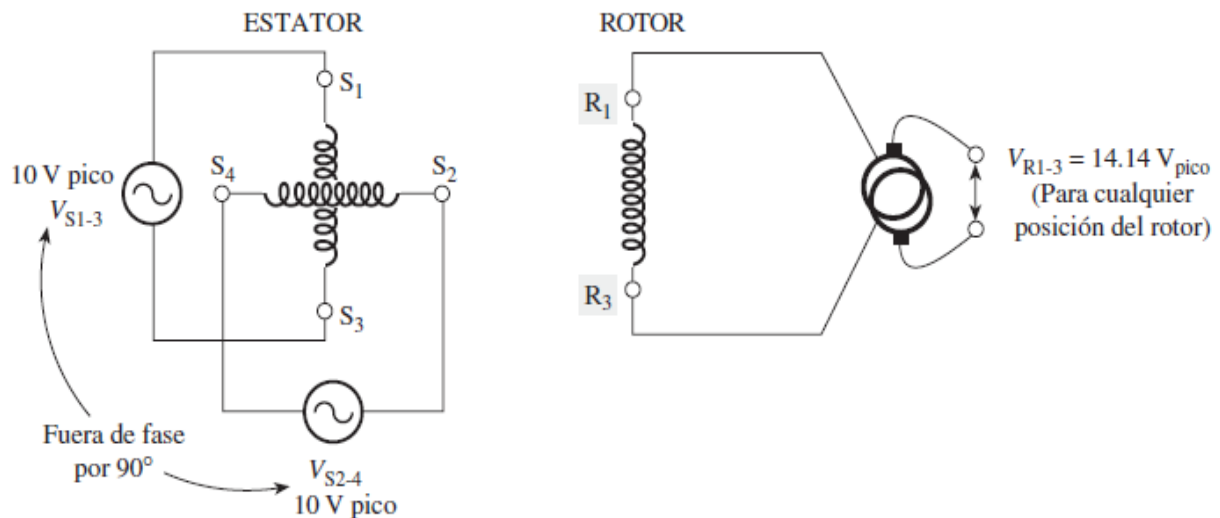 ESTATOR
ROTOR
S1
R1
10 V pico
VS1-3
S4
S2
VR1-3 = 14.14 Vpico
(Para cualquier
posición del rotor)
S3
R3
Fuera de fase
por 90°
VS2-4
10 V pico